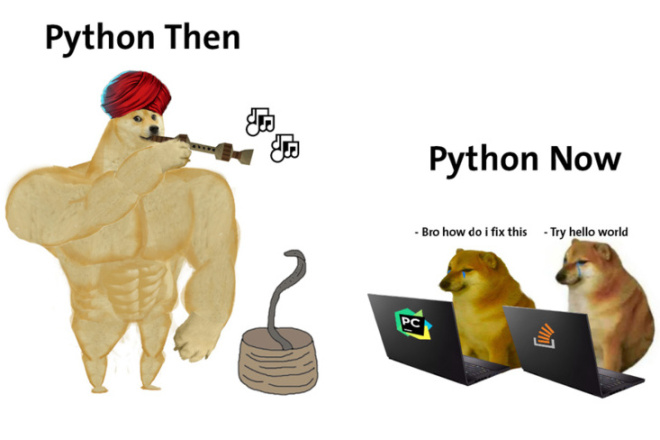 Python Then
Python Now
- Bro how do i fix this - Try hello world
PC